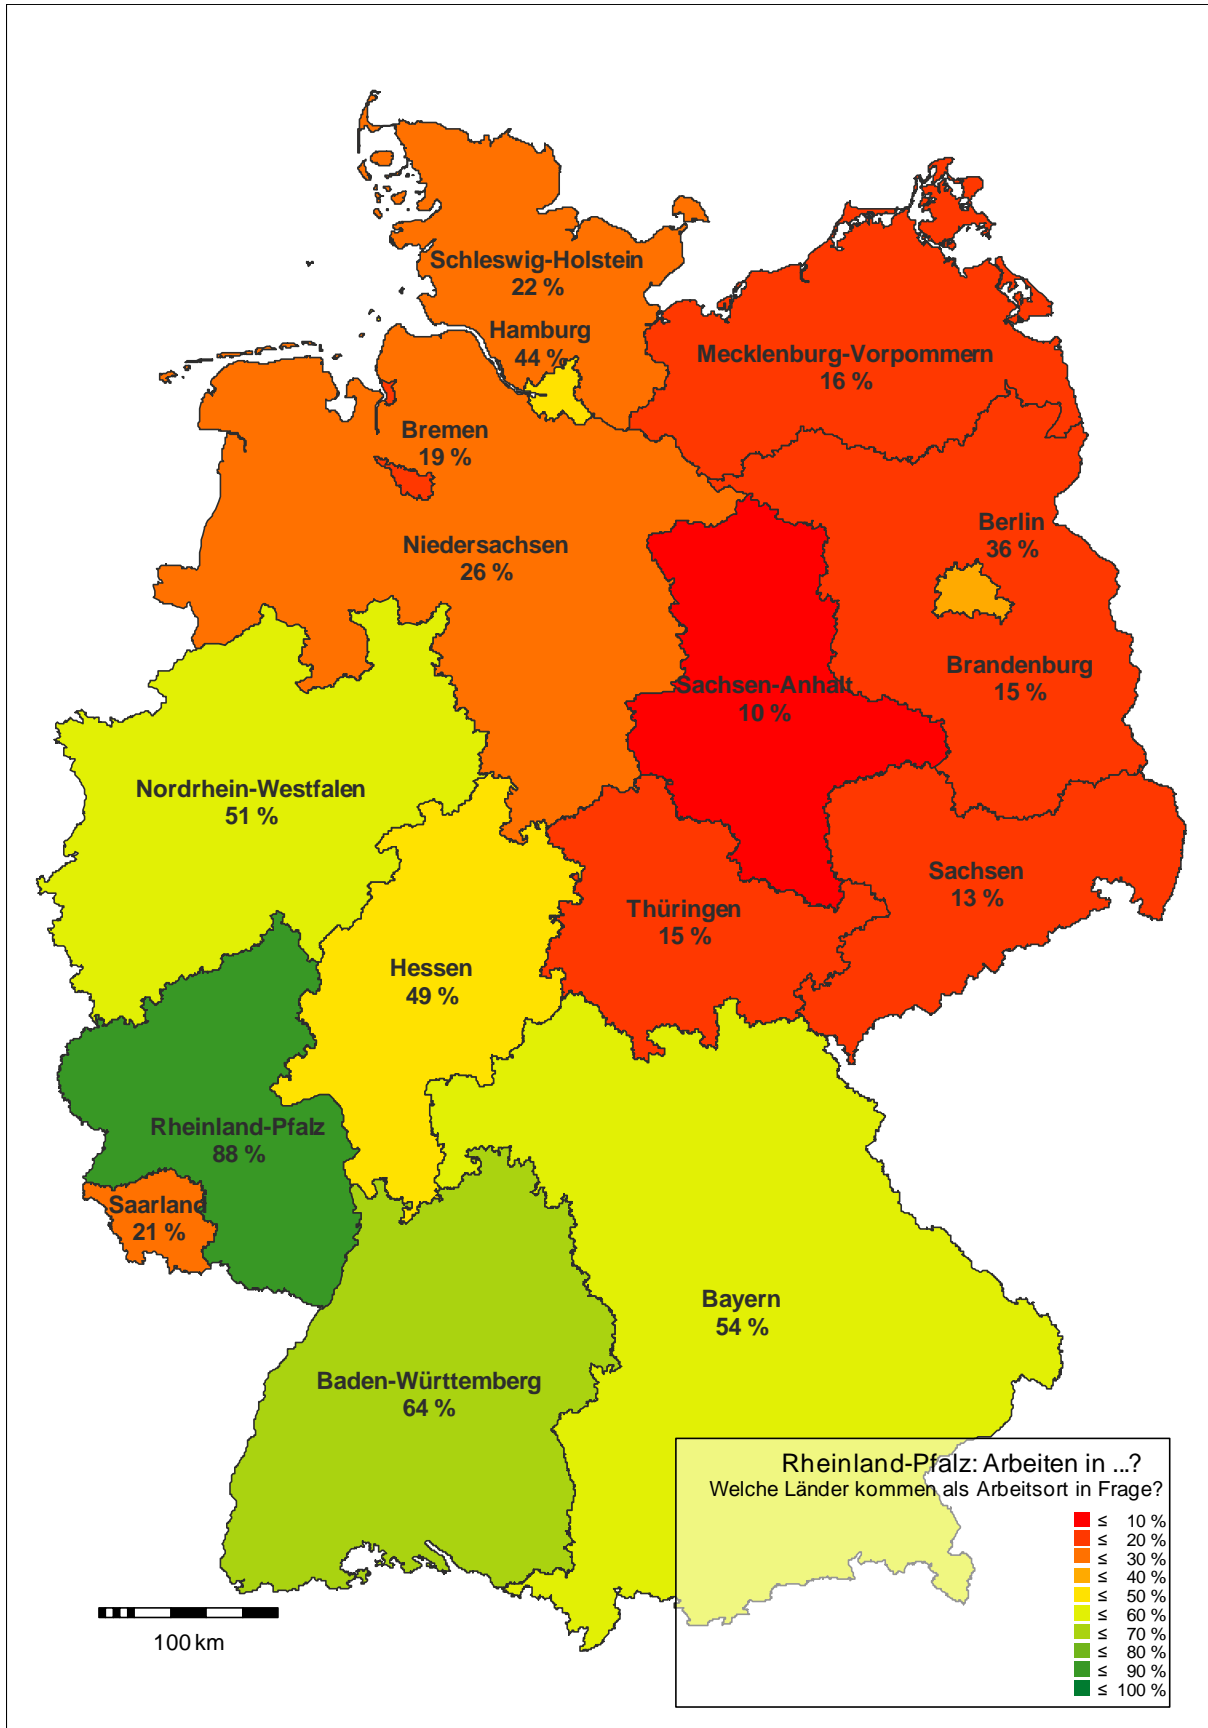 Schleswig-Holstein
22 %
Hamburg
44 %
Mecklenburg-Vorpommern
16 %
Bremen
19 %
Berlin
36 %
Niedersachsen
26 %
Brandenburg
15 %
Sachsen-Anhalt
10 %
Nordrhein-Westfalen
51 %
Sachsen
13 %
Thüringen
15 %
Hessen
49 %
Rheinland-Pfalz
88 %
Saarland
21 %
Bayern
54 %
Baden-Württemberg
64 %
Rheinland-Pfalz: Arbeiten in ...?
Welche Länder kommen als Arbeitsort in Frage?
≤ 10 %
≤ 20 %
≤ 30 %
≤ 40 %
≤ 50 %
≤ 60 %
≤ 70 %
≤ 80 %
≤ 90 %
≤ 100 %
100 km